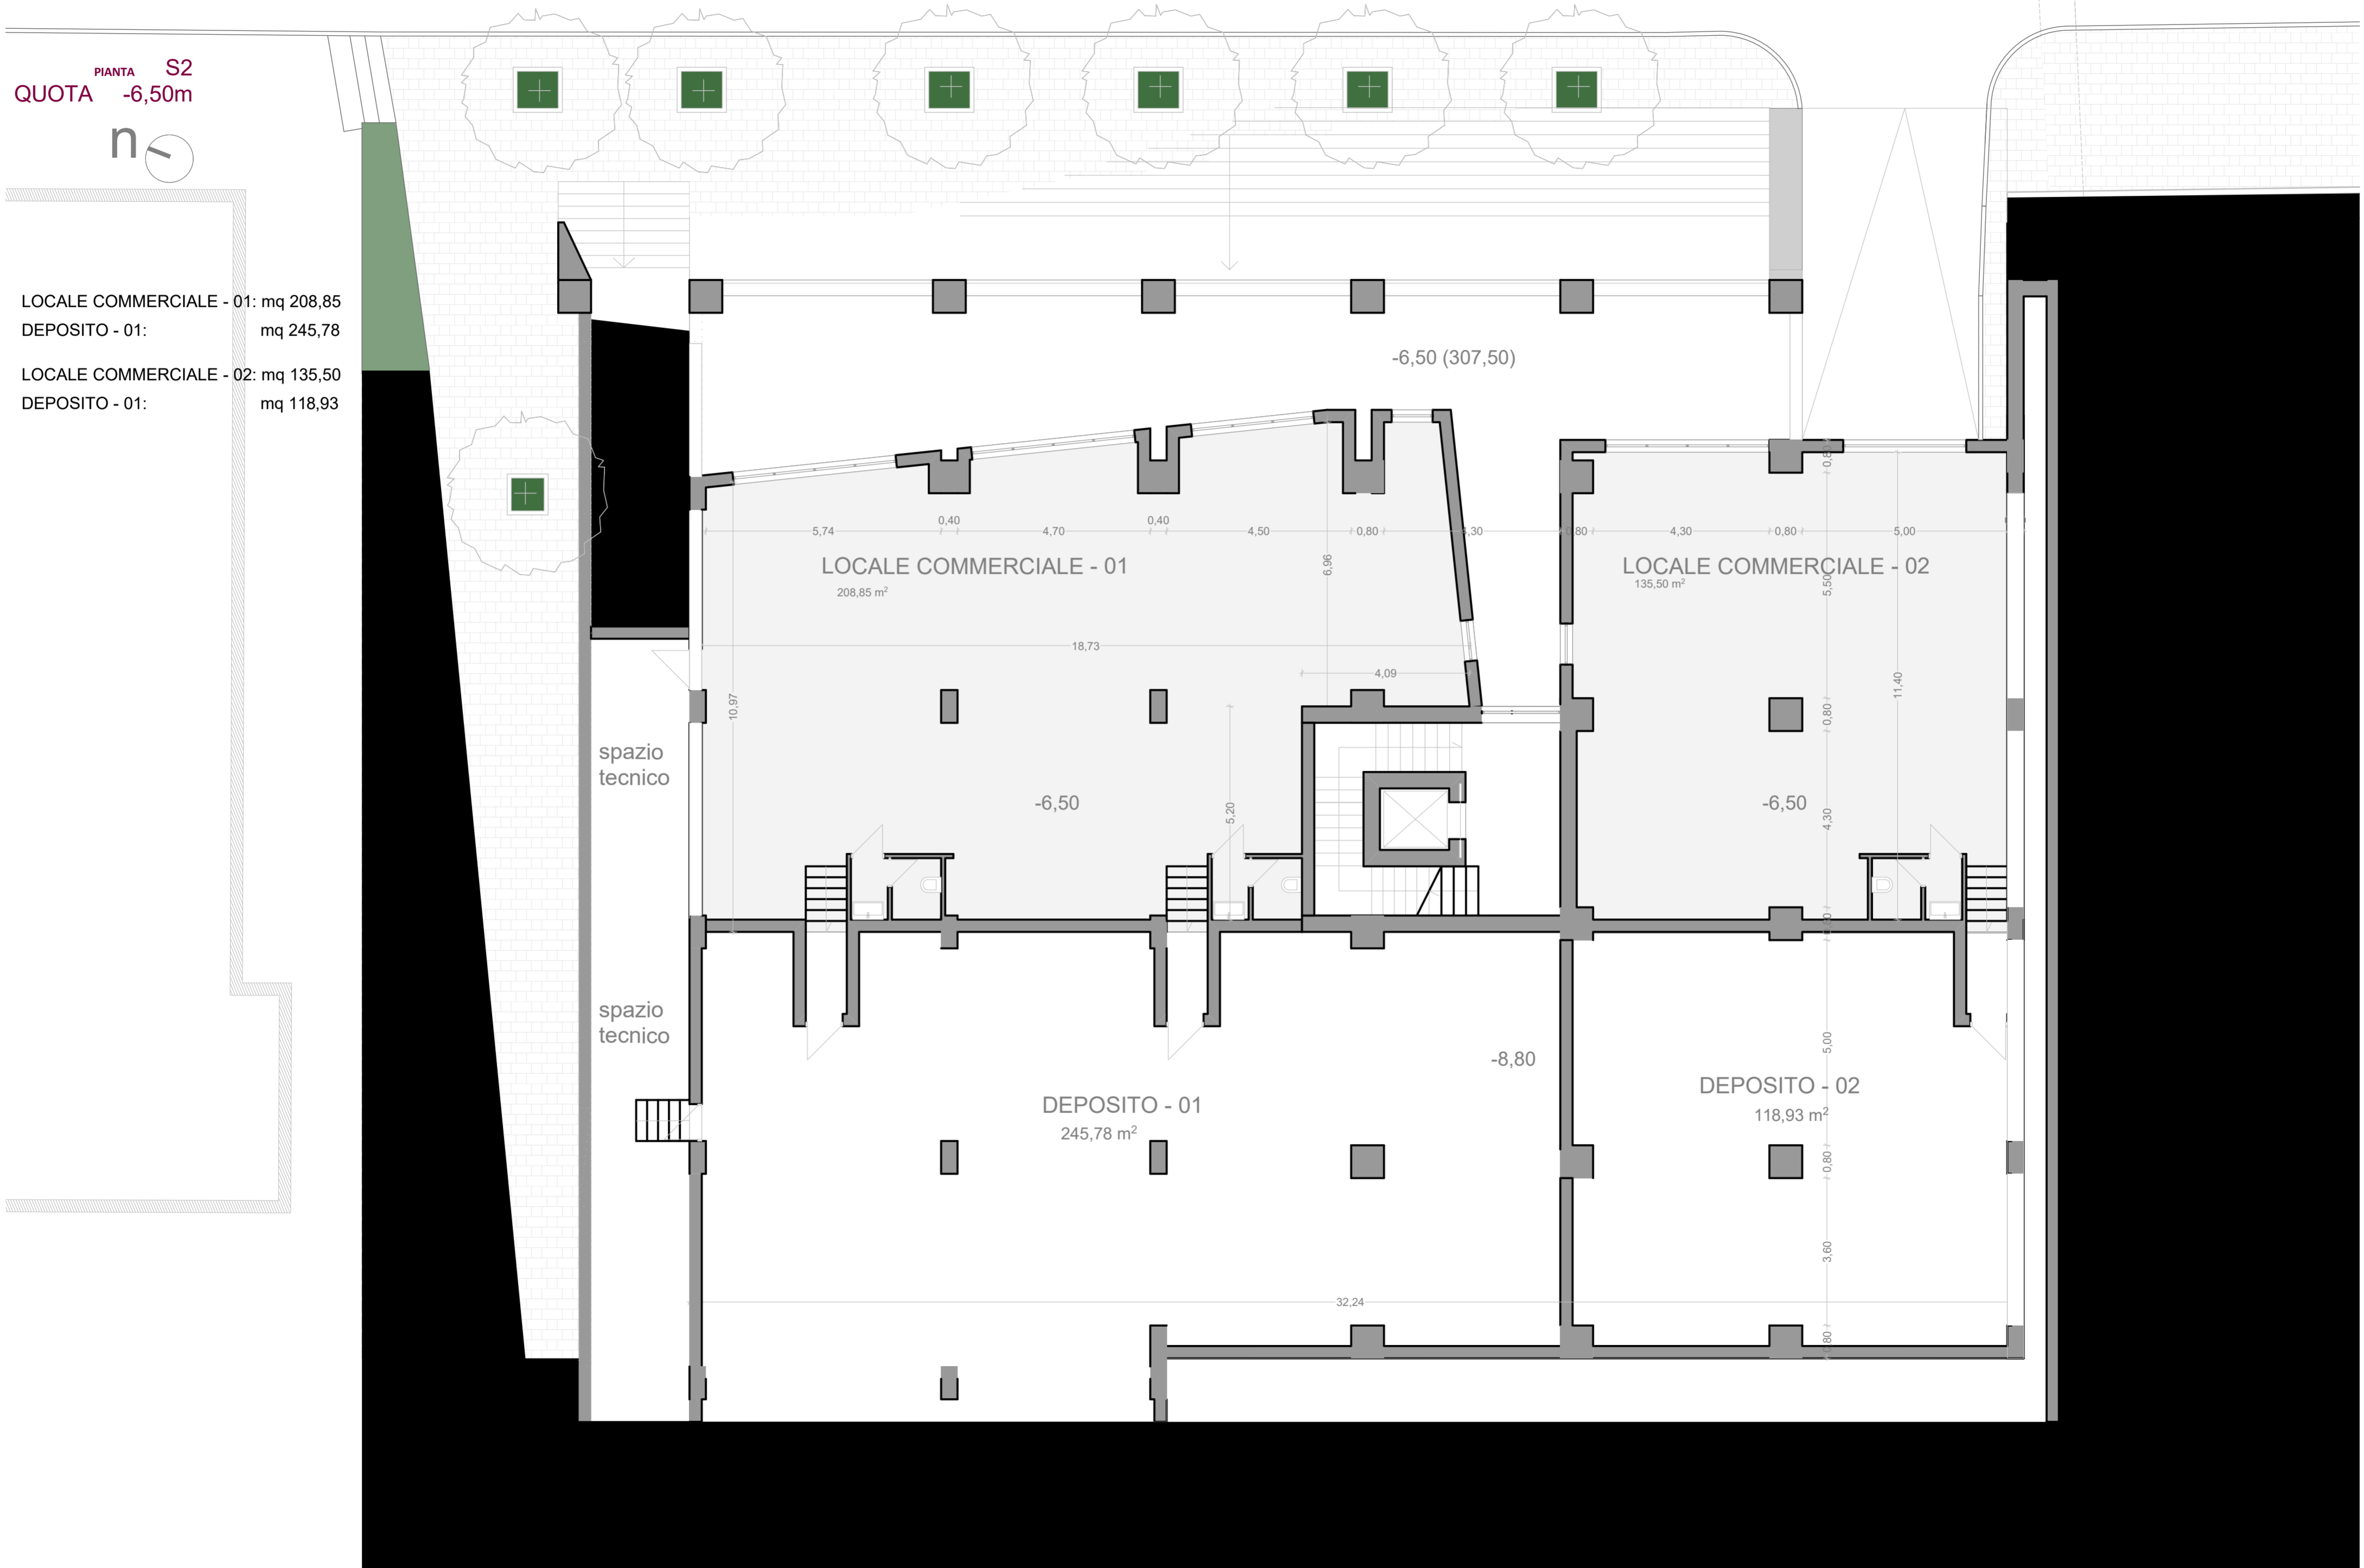 PIANTA S2
QUOTA -6,50m
n
LOCALE COMMERCIALE - 01: mq 208,85
DEPOSITO - 01: mq 245,78
LOCALE COMMERCIALE - 02: mq 135,50
DEPOSITO - 01: mq 118,93
-6,50 (307,50)
0,80
5,74
0,40
4,70
0,40
4,50
0,80
0,80
4,30
0,80
5,00
LOCALE COMMERCIALE - 01
208,85 m²
6,96
LOCALE COMMERCIALE - 02
135,50 m²
5,50
18,73
4,09
10,97
11,40
0,80
spazio
tecnico
-6,50
5,20
-6,50
4,30
spazio
tecnico
-8,80
5,00
DEPOSITO - 01
245,78 m²
DEPOSITO - 02
118,93 m²
0,80
3,60
32,24
0,80